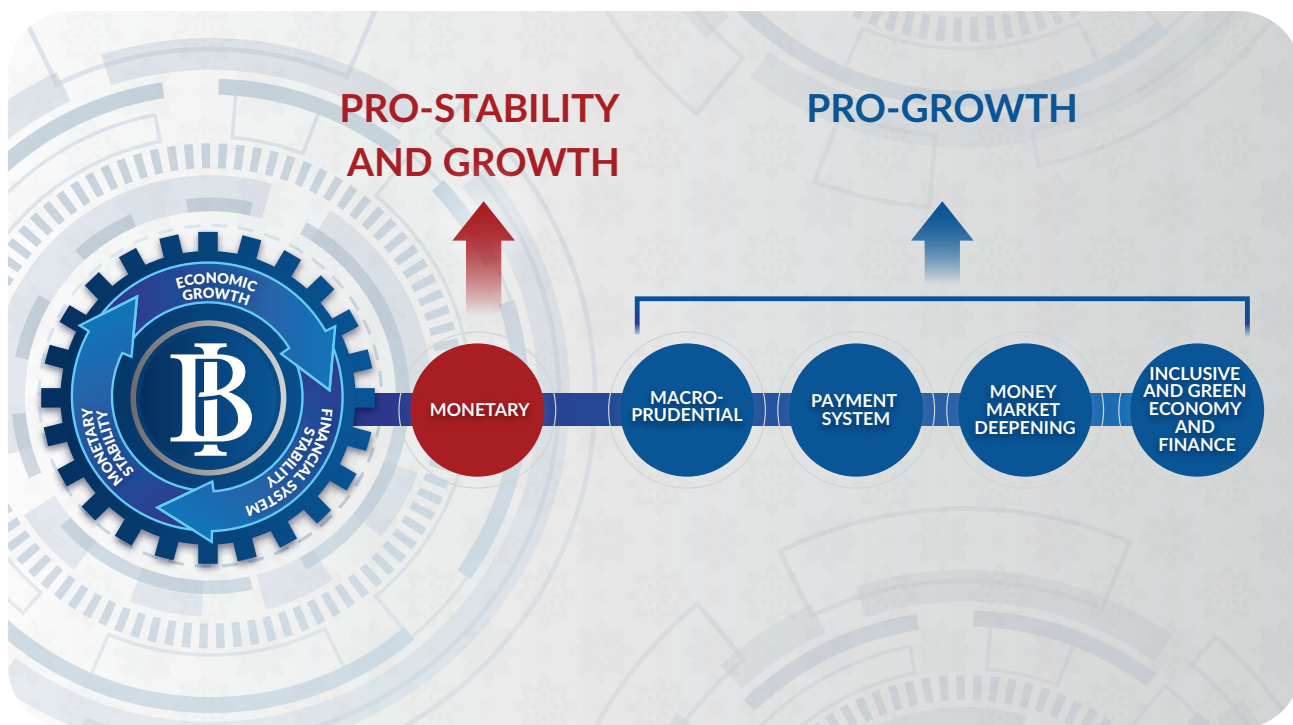 PRO-STABILITY
AND GROWTH
PRO-GROWTH
ECONOMIC
GROWTH
FINANCIAL SYSTEM
STABILITY
MONETARY
STABILITY
BI
MONETARY
MACRO-
PRUDENTIAL
PAYMENT
SYSTEM
MONEY
MARKET
DEEPENING
INCLUSIVE
AND GREEN
ECONOMY
AND
FINANCE